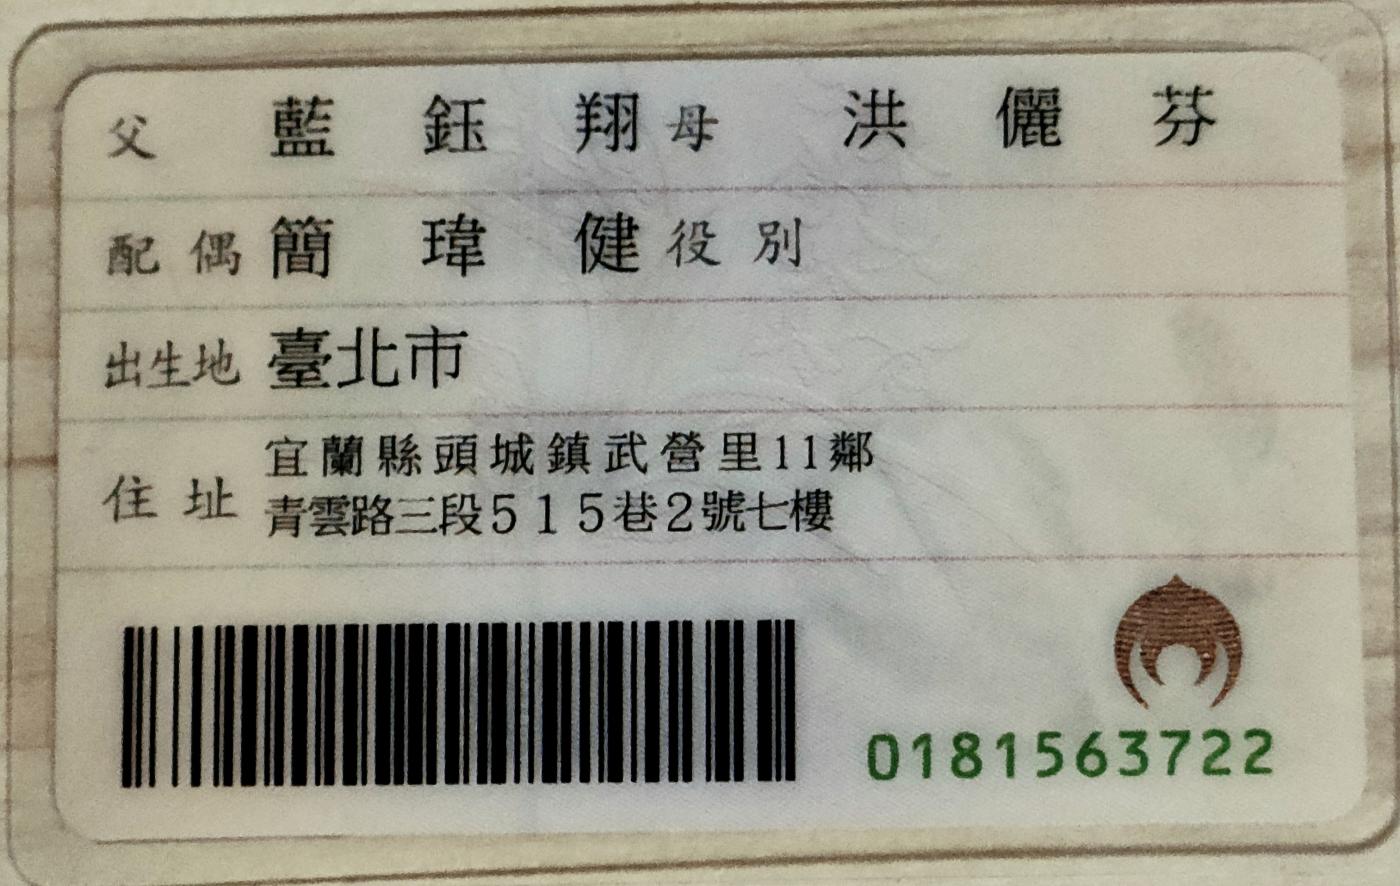 父 藍鈺翔 母 洪儷芬
配偶 簡瑋健 役別
出生地 臺北市
住址 宜蘭縣頭城鎮武營里11鄰
青雲路三段515巷2號七樓
0181563722